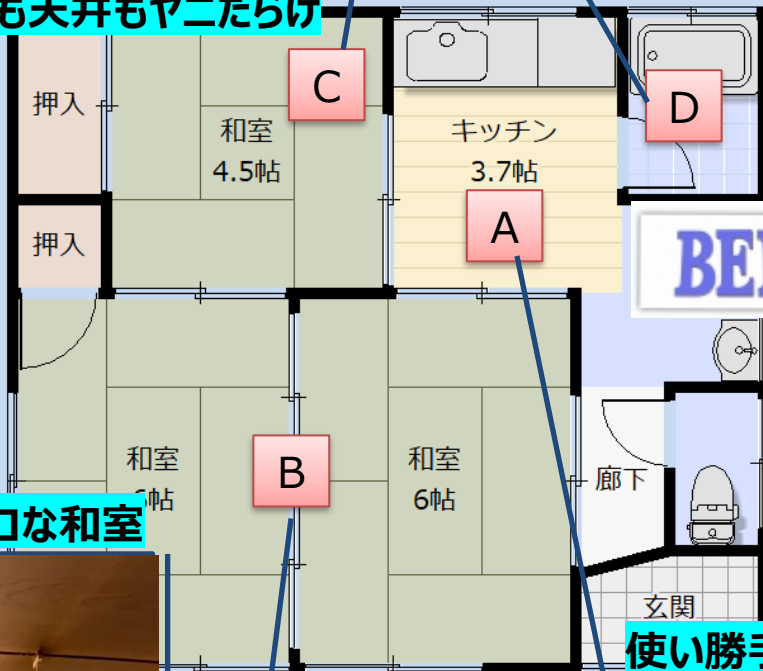 も天井もヤニだらけ
押入
和室
4.5帖
C
キッチン
3.7帖
D
A
押入
BE
和室
6帖
B
和室
6帖
廊下
ロな和室
玄関
使い勝手